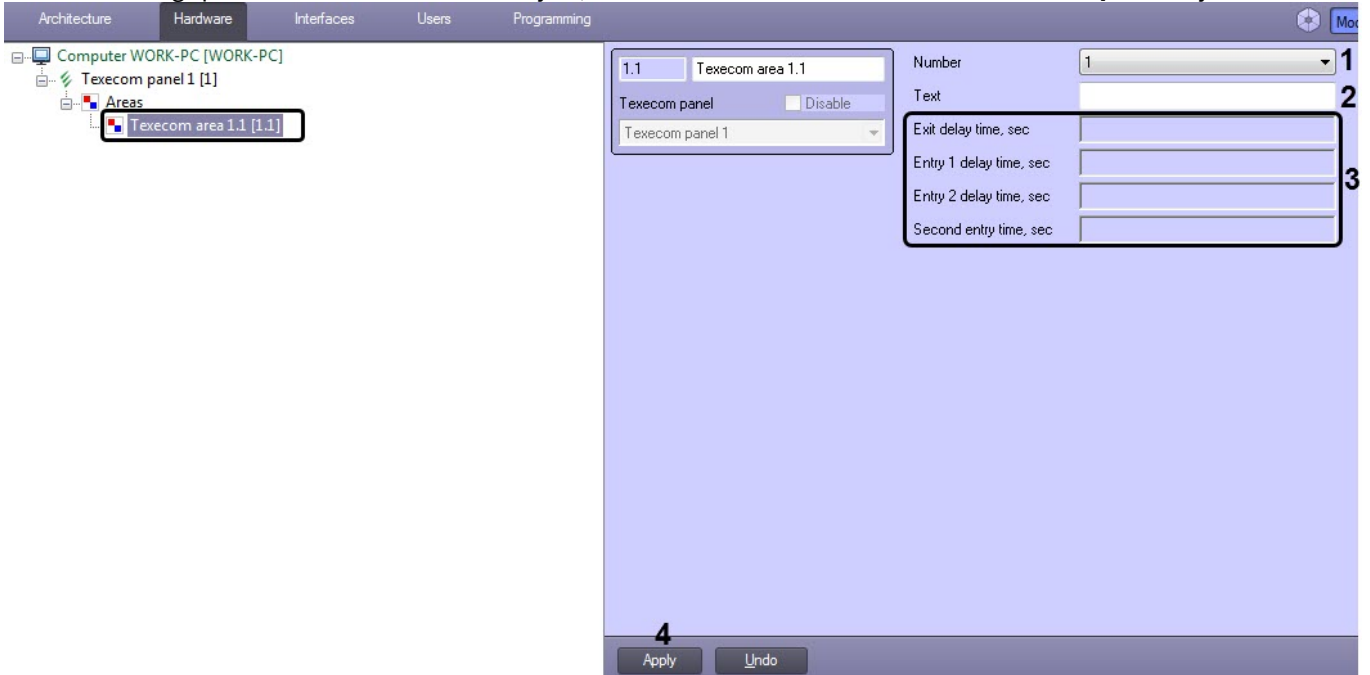 Architecture Hardware Interfaces Users Programming
Computer WORK-PC [WORK-PC]
Texecom panel 1 [1]
Areas
Texecom area 1.1 [1.1]
1.1 Texecom area 1.1
Texecom panel Disable
Texecom panel 1
Number 1 1
Text 2
Exit delay time, sec
Entry 1 delay time, sec
3
Entry 2 delay time, sec
Second entry time, sec
4
Apply Undo